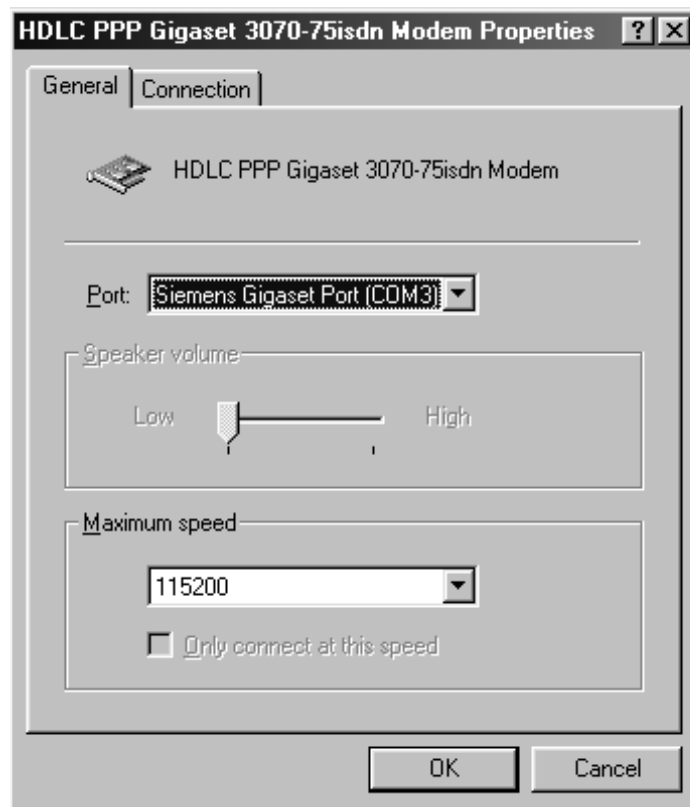 HDLC PPP Gigaset 3070-75isdn Modem Properties
General Connection
HDLC PPP Gigaset 3070-75isdn Modem
Port: Siemens Gigaset Port (COM3)
Speaker volume
Low High
Maximum speed
115200
Only connect at this speed
OK Cancel